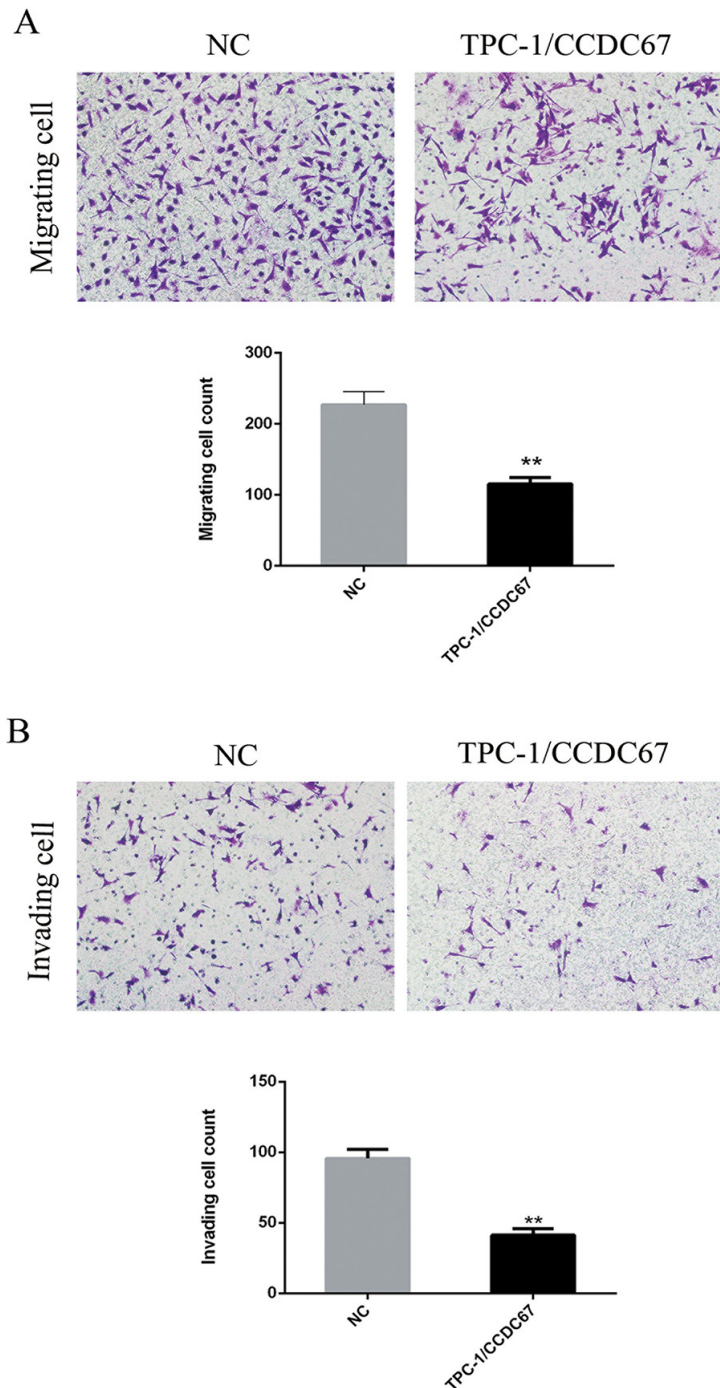 A
NC
TPC-1/CCDC67
Migrating cell
300
200
100
0
Migrating cell count
**
NC
TPC-1/CCDC67
B
NC
TPC-1/CCDC67
Invading cell
150
100
50
0
Invading cell count
**
NC
TPC-1/CCDC67